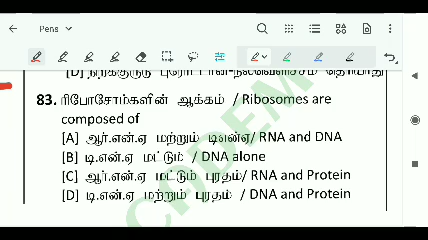 Pens
83. ரிபோசோம்களின் ஆக்கம் / Ribosomes are
composed of
[A] ஆர்.என்.ஏ மற்றும் டிஎன்ஏ/ RNA and DNA
[B] டி.என்.ஏ மட்டும் / DNA alone
[C] ஆர்.என்.ஏ மட்டும் புரதம்/ RNA and Protein
[D] டி.என்.ஏ மற்றும் புரதம் / DNA and Protein